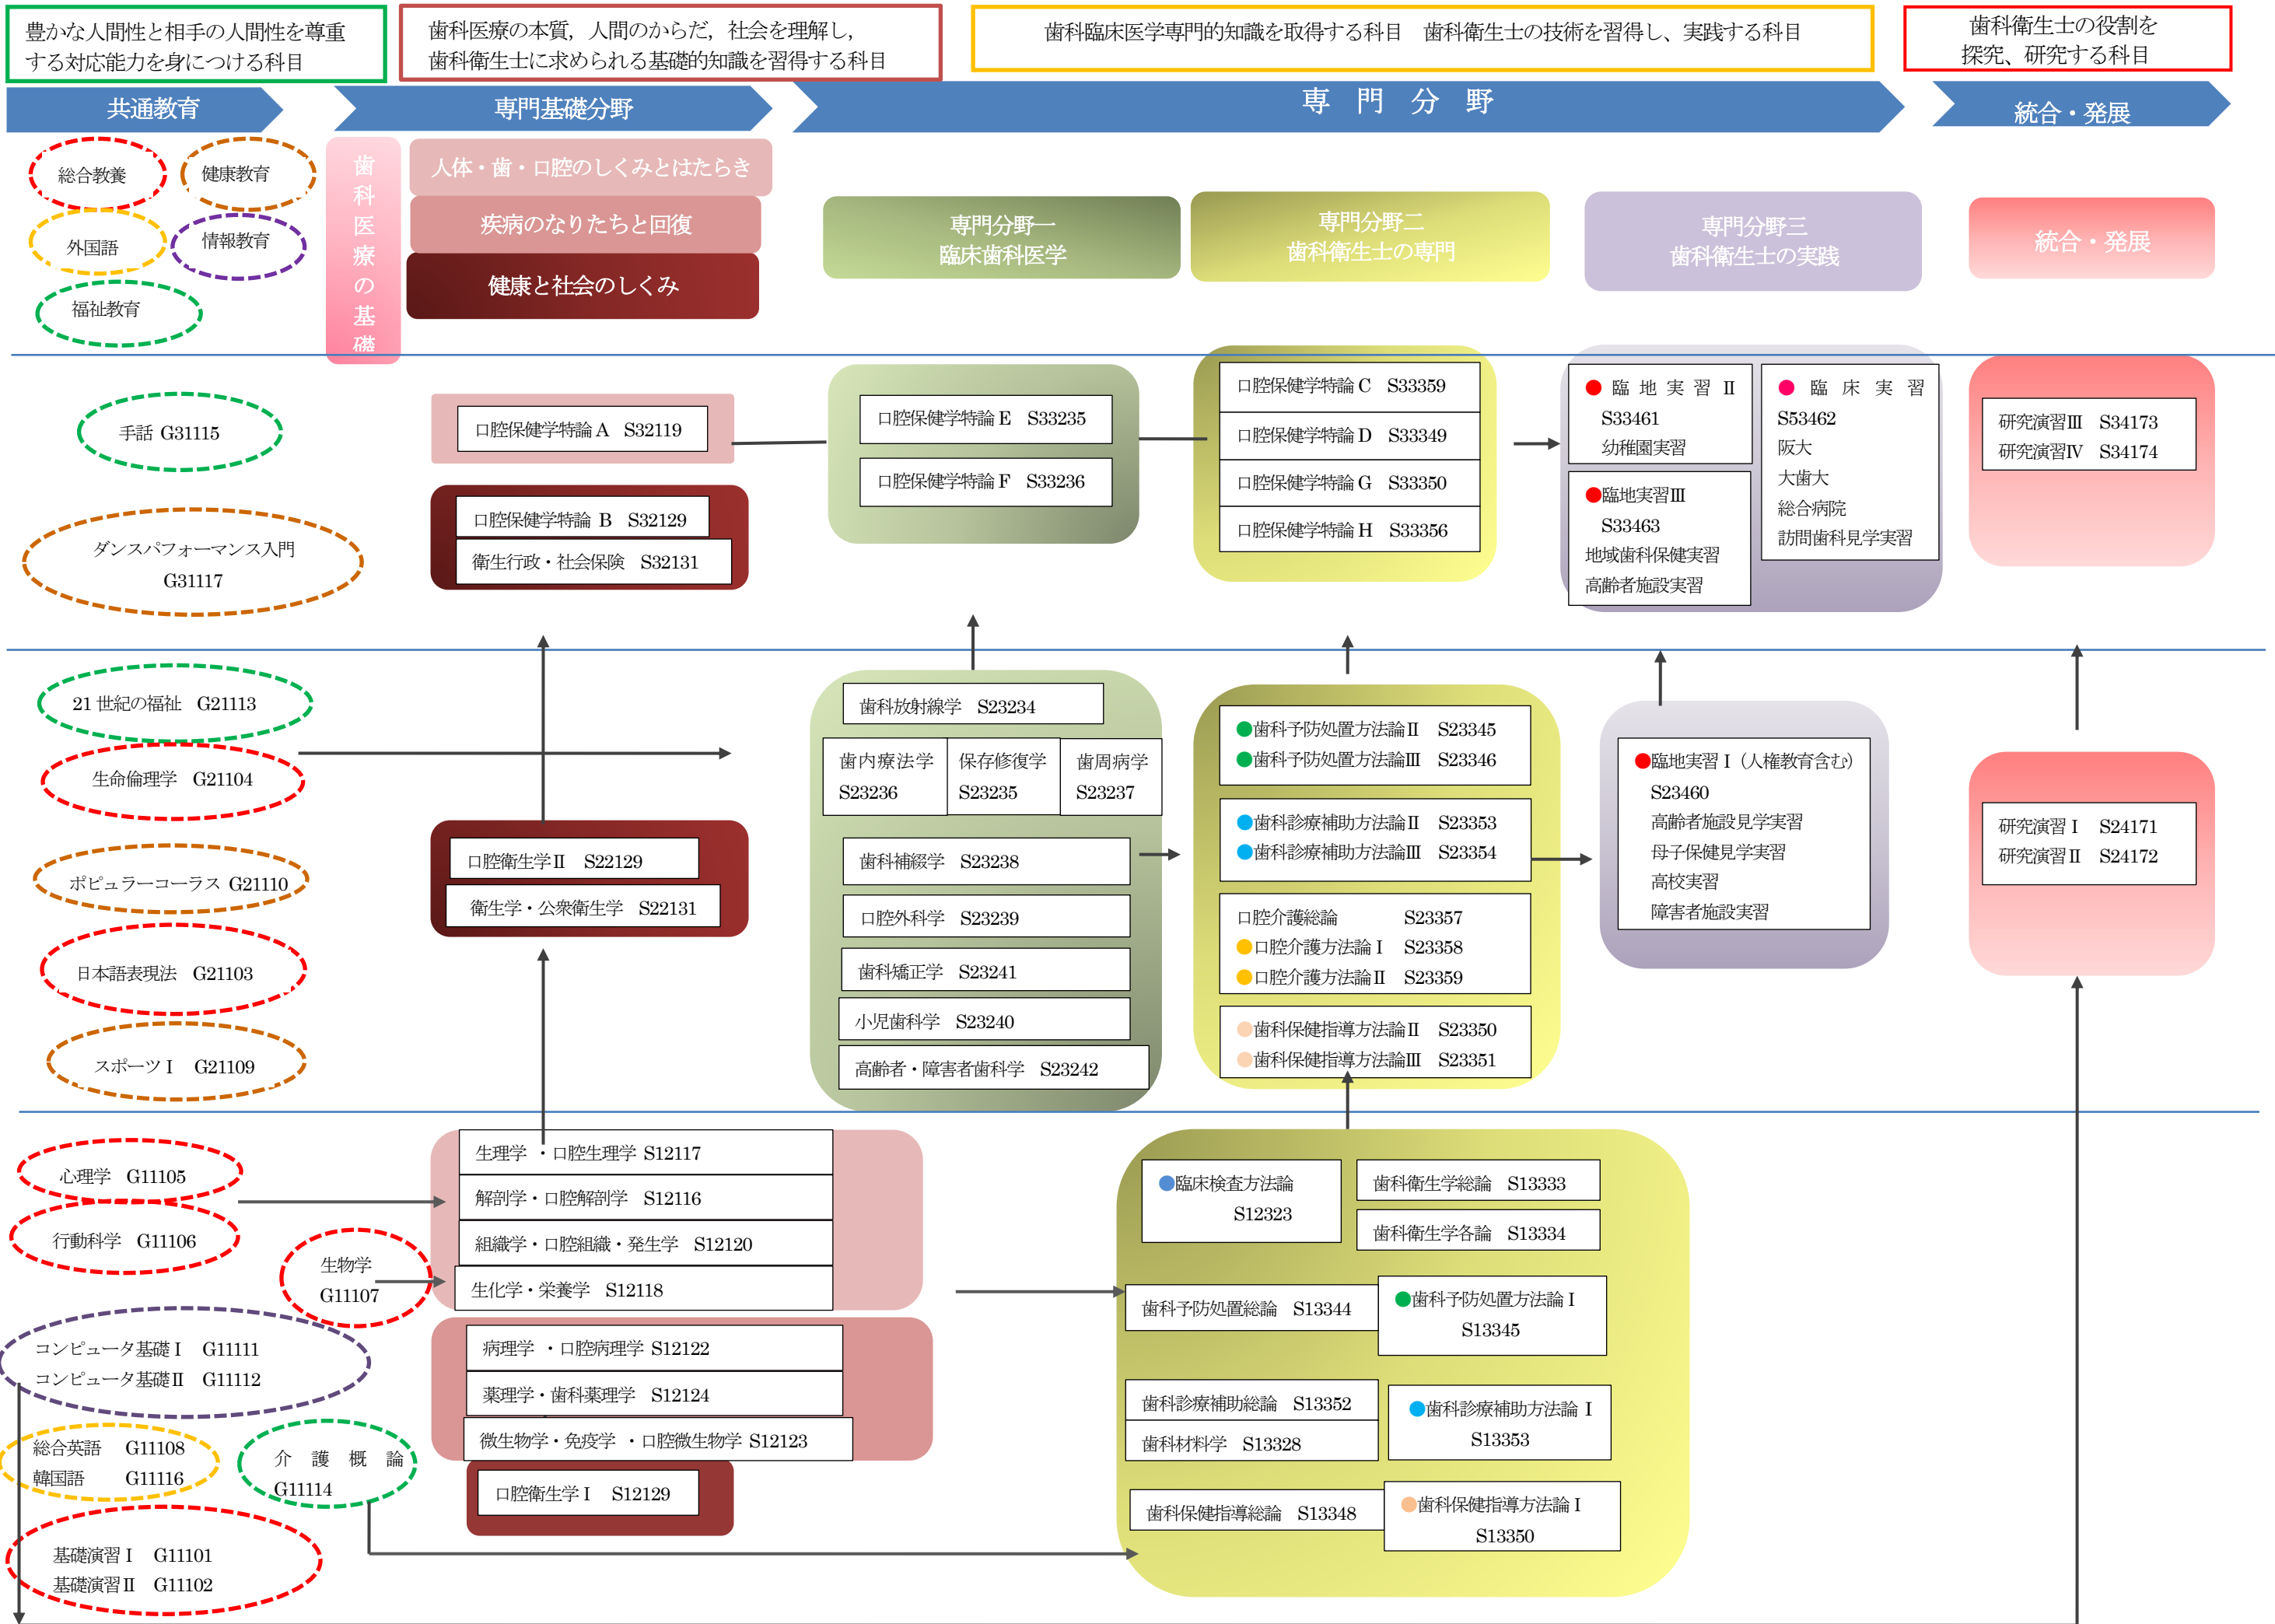 豊かな人間性と相手の人間性を尊重
する対応能力を身につける科目
歯科医療の本質，人間のからだ，社会を理解し，
歯科衛生士に求められる基礎的知識を習得する科目
歯科臨床医学専門的知識を取得する科目　歯科衛生士の技術を習得し、実践する科目
歯科衛生士の役割を
探究、研究する科目
共通教育
専門基礎分野
専　門　分　野
統合・発展
総合教養
健康教育
外国語
情報教育
福祉教育
歯科医療の基礎
人体・歯・口腔のしくみとはたらき
疾病のなりたちと回復
健康と社会のしくみ
専門分野一
臨床歯科医学
専門分野二
歯科衛生士の専門
専門分野三
歯科衛生士の実践
統合・発展
手話 G31115
ダンスパフォーマンス入門
G31117
口腔保健学特論 A　S32119
口腔保健学特論 B　S32129
衛生行政・社会保険　S32131
口腔保健学特論 E　S33235
口腔保健学特論 F　S33236
口腔保健学特論 C　S33359
口腔保健学特論 D　S33349
口腔保健学特論 G　S33350
口腔保健学特論 H　S33356
●臨地実習Ⅱ
S33461
幼稚園実習
●臨地実習Ⅲ
S33463
地域歯科保健実習
高齢者施設実習
●臨床実習
S53462
阪大
大歯大
総合病院
訪問歯科見学実習
研究演習Ⅲ　S34173
研究演習Ⅳ　S34174
21 世紀の福祉　G21113
生命倫理学　G21104
ポピュラーコーラス G21110
日本語表現法　G21103
スポーツⅠ　G21109
口腔衛生学Ⅱ　S22129
衛生学・公衆衛生学　S22131
歯科放射線学　S23234
歯内療法学
S23236
保存修復学
S23235
歯周病学
S23237
歯科補綴学　S23238
口腔外科学　S23239
歯科矯正学　S23241
小児歯科学　S23240
高齢者・障害者歯科学　S23242
●歯科予防処置方法論Ⅱ　S23345
●歯科予防処置方法論Ⅲ　S23346
●歯科診療補助方法論Ⅱ　S23353
●歯科診療補助方法論Ⅲ　S23354
口腔介護総論　S23357
●口腔介護方法論Ⅰ　S23358
●口腔介護方法論Ⅱ　S23359
●歯科保健指導方法論Ⅱ　S23350
●歯科保健指導方法論Ⅲ　S23351
●臨地実習Ⅰ（人権教育含む）
S23460
高齢者施設見学実習
母子保健見学実習
高校実習
障害者施設実習
研究演習Ⅰ　S24171
研究演習Ⅱ　S24172
心理学　G11105
行動科学　G11106
生物学
G11107
コンピュータ基礎Ⅰ　G11111
コンピュータ基礎Ⅱ　G11112
総合英語　G11108
韓国語　G11116
介護概論
G11114
基礎演習Ⅰ　G11101
基礎演習Ⅱ　G11102
生理学 ・口腔生理学 S12117
解剖学・口腔解剖学　S12116
組織学・口腔組織・発生学　S12120
生化学・栄養学　S12118
病理学 ・口腔病理学 S12122
薬理学・歯科薬理学　S12124
微生物学・免疫学 ・口腔微生物学 S12123
口腔衛生学Ⅰ　S12129
●臨床検査方法論
S12323
歯科衛生学総論　S13333
歯科衛生学各論　S13334
歯科予防処置総論　S13344
●歯科予防処置方法論Ⅰ
S13345
歯科診療補助総論　S13352
歯科材料学　S13328
●歯科診療補助方法論Ⅰ
S13353
歯科保健指導総論　S13348
●歯科保健指導方法論Ⅰ
S13350